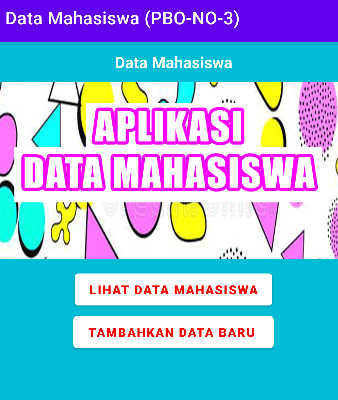 Data Mahasiswa (PBO-NO-3)
Data Mahasiswa
APLIKASI
DATA MAHASISWA
LIHAT DATA MAHASISWA
TAMBAHKAN DATA BARU